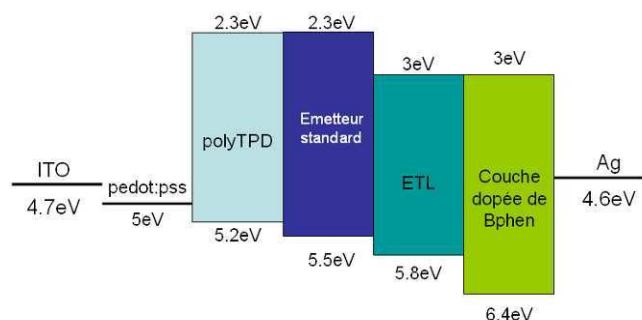 2.3eV
2.3eV
3eV
3eV
ITO
4.7eV
pedot:pss
5eV
polyTPD
5.2eV
Emetteur
standard
5.5eV
ETL
5.8eV
Couche
dopée de
Bphen
6.4eV
Ag
4.6eV